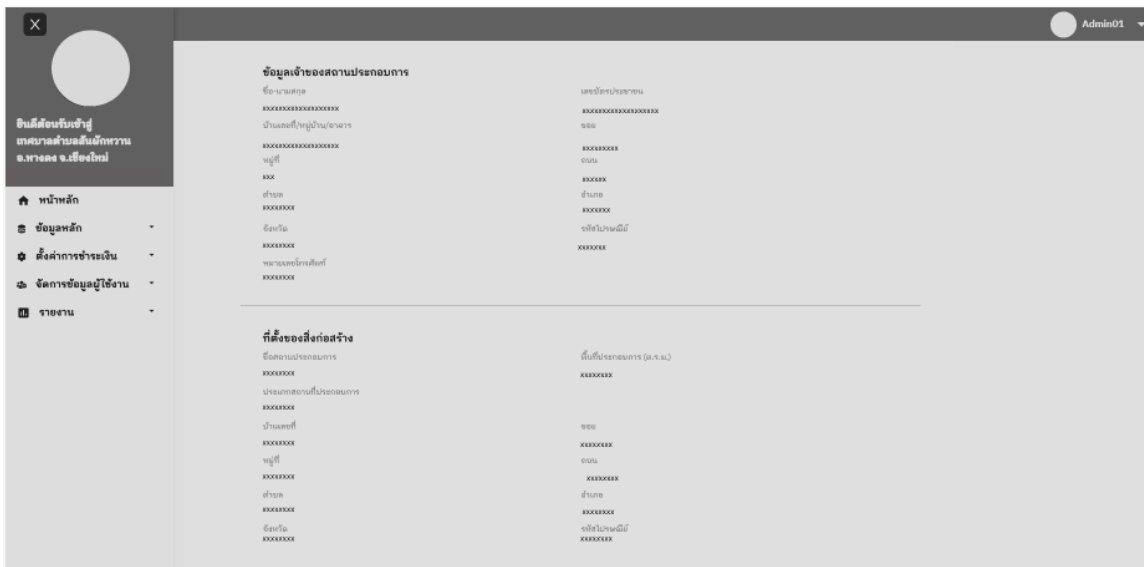 X
Admin01
ยินดีต้อนรับเข้าสู่
เทศบาลตำบลสันผักหวาน
อ.หางดง จ.เชียงใหม่
หน้าหลัก
ข้อมูลหลัก
ตั้งค่าการชำระเงิน
จัดการข้อมูลผู้ใช้งาน
รายงาน
ข้อมูลเจ้าของสถานประกอบการ
ชื่อ-นามสกุล เลขบัตรประชาชน
xxxxxxxxxxxxxxxxxxx xxxxxxxxxxxxxxxxxxx
บ้านเลขที่/หมู่บ้าน/อาคาร ซอย
xxxxxxxxxxxxxxxxxxx xxxxxxxxx
หมู่ที่ ถนน
xxx xxxxxx
ตำบล อำเภอ
xxxxxxxx xxxxxxx
จังหวัด รหัสไปรษณีย์
xxxxxxxx xxxxxxx
หมายเลขโทรศัพท์
xxxxxxxx
ที่ตั้งของสิ่งก่อสร้าง
ชื่อสถานประกอบการ พื้นที่ประกอบการ (ต.ร.ม.)
xxxxxxxx xxxxxxxx
ประเภทสถานที่ประกอบการ
xxxxxxxx
บ้านเลขที่ ซอย
xxxxxxxx xxxxxxxx
หมู่ที่ ถนน
xxxxxxxx xxxxxxxx
ตำบล อำเภอ
xxxxxxxx xxxxxxxx
จังหวัด รหัสไปรษณีย์
xxxxxxxx xxxxxxxx